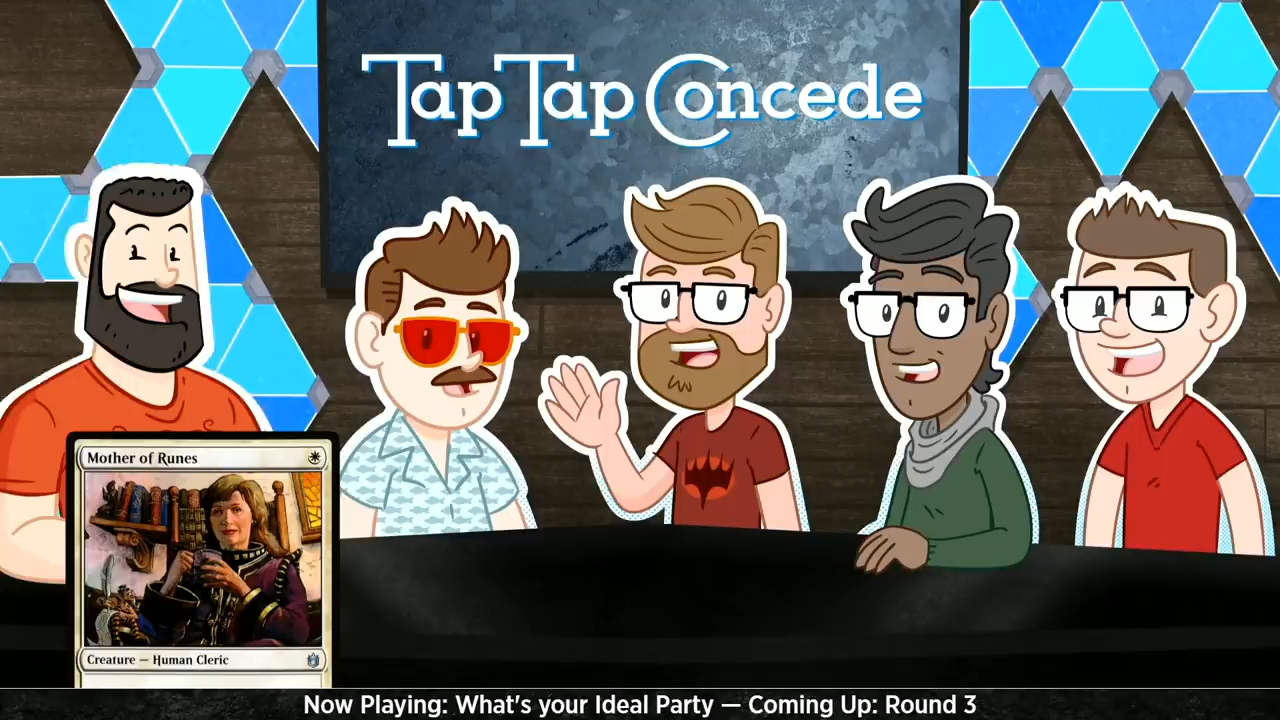 Tap Tap Concede
Mother of Runes
Creature — Human Cleric
Now Playing: What's your Ideal Party — Coming Up: Round 3